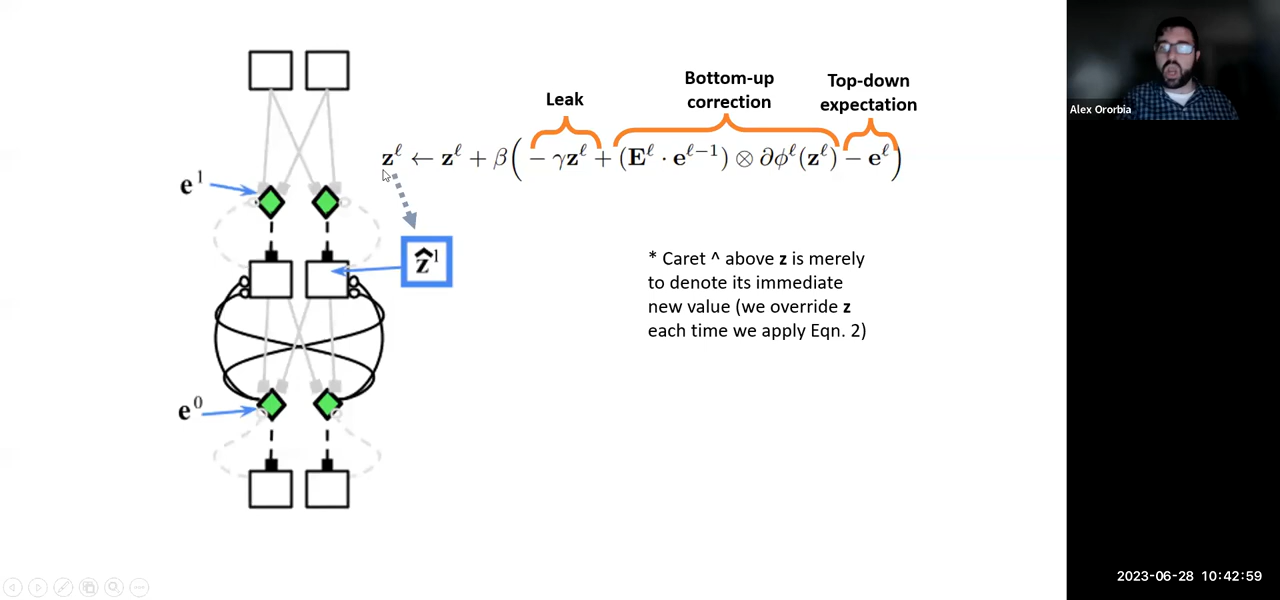 Leak
Bottom-up
correction
Top-down
expectation
𝐳^ℓ ← 𝐳^ℓ + β( − γ𝐳^ℓ + (𝐄^ℓ · 𝐞^{ℓ−1}) ⊗ ∂ϕ^ℓ(𝐳^ℓ) − 𝐞^ℓ )
𝐞^1
𝐳̂^1
* Caret ^ above z is merely
to denote its immediate
new value (we override z
each time we apply Eqn. 2)
𝐞^0
Alex Ororbia
2023-06-28 10:42:59